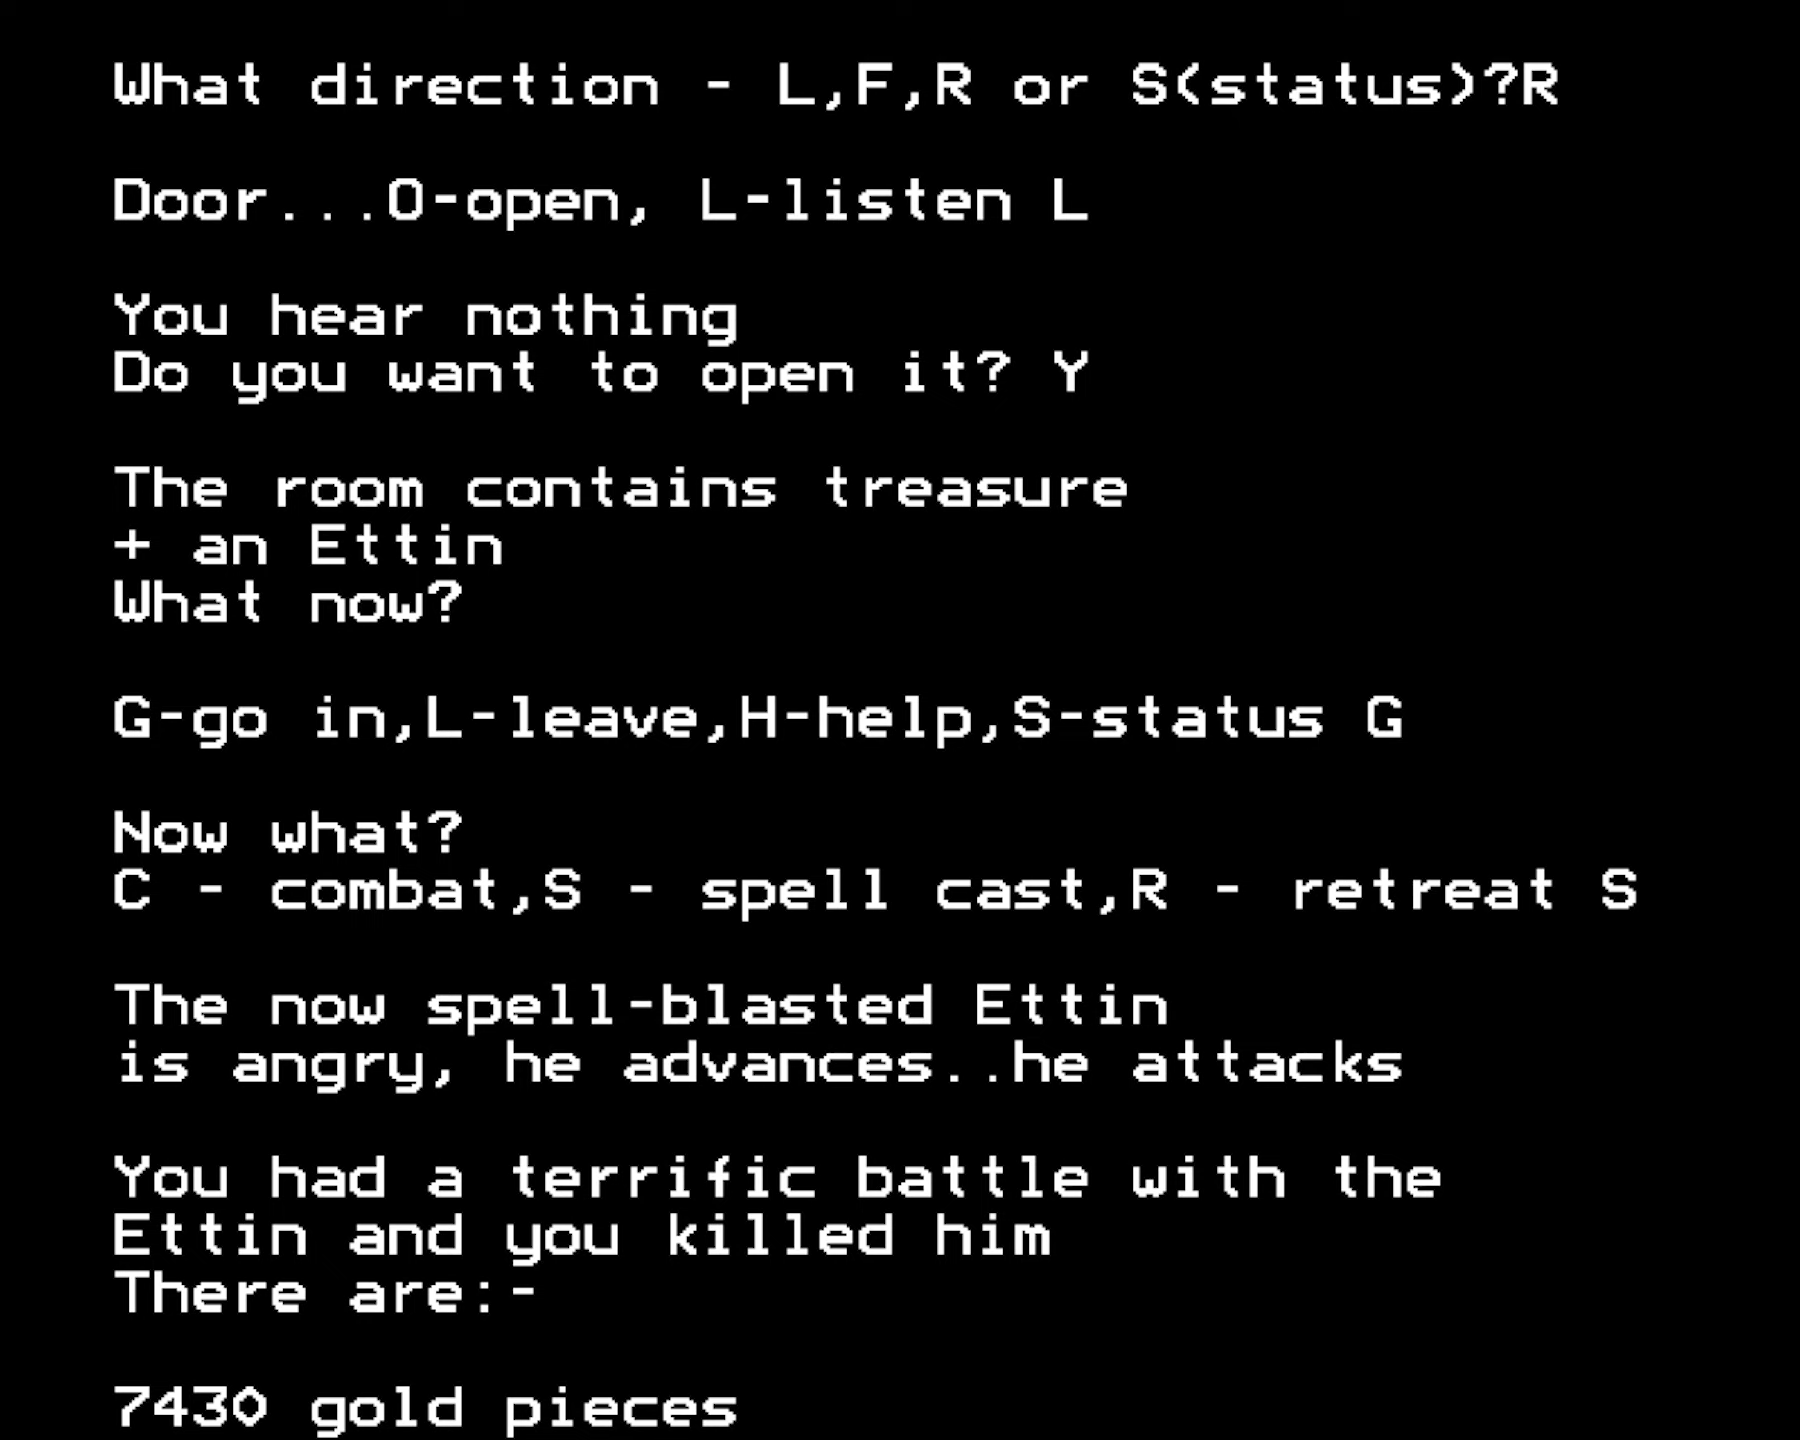 What direction - L,F,R or S(status)?R
Door...O-open, L-listen L
You hear nothing
Do you want to open it? Y
The room contains treasure
+ an Ettin
What now?
G-go in,L-leave,H-help,S-status G
Now what?
C - combat,S - spell cast,R - retreat S
The now spell-blasted Ettin
is angry, he advances..he attacks
You had a terrific battle with the
Ettin and you killed him
There are:-
7430 gold pieces